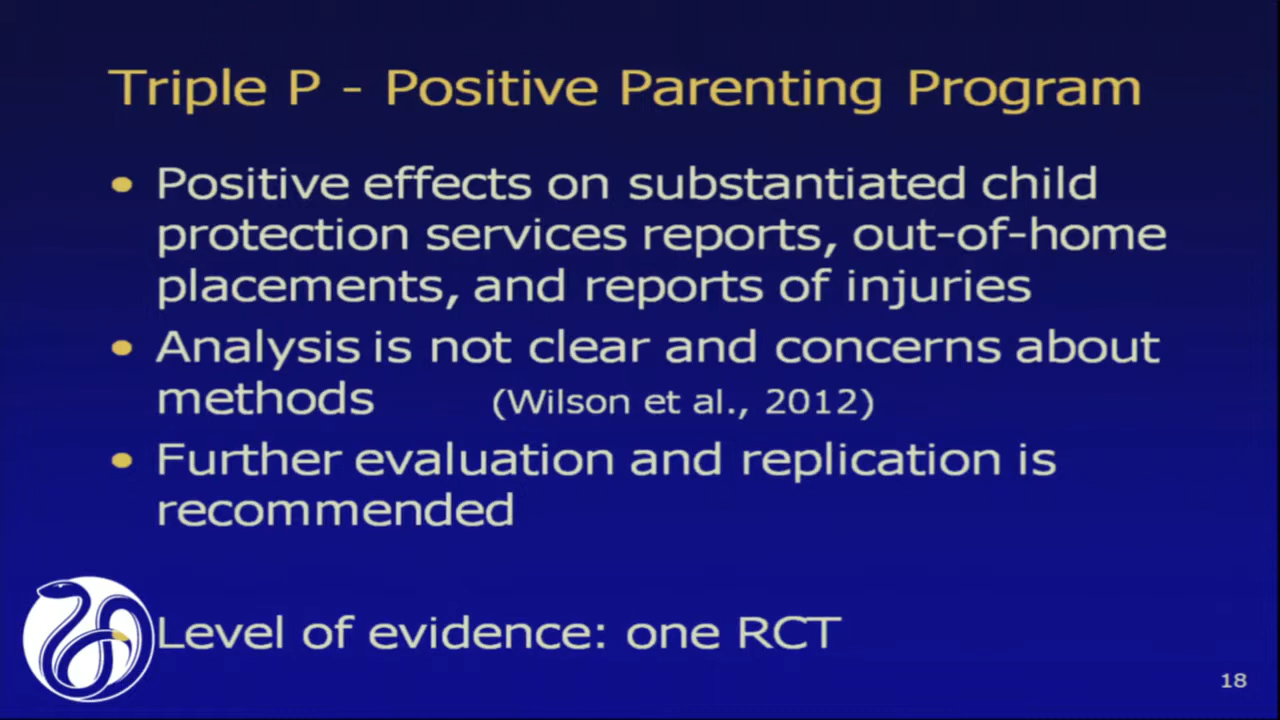 Triple P - Positive Parenting Program
• Positive effects on substantiated child
protection services reports, out-of-home
placements, and reports of injuries
• Analysis is not clear and concerns about
methods (Wilson et al., 2012)
• Further evaluation and replication is
recommended
Level of evidence: one RCT
18